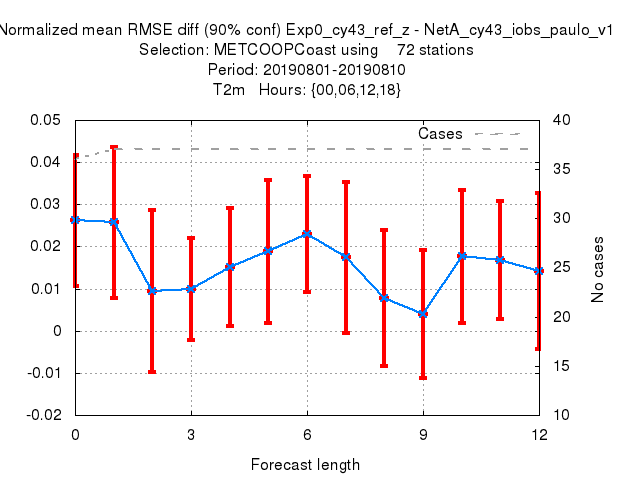 Normalized mean RMSE diff (90% conf) Exp0_cy43_ref_z - NetA_cy43_iobs_paulo_v1
Selection: METCOOPCoast using 72 stations
Period: 20190801-20190810
T2m Hours: {00,06,12,18}
0.05 40
Cases
0.04 35
0.03 30
0.02 25
0.01
0 20
-0.01 15
-0.02 10
No cases
0 3 6 9 12
Forecast length